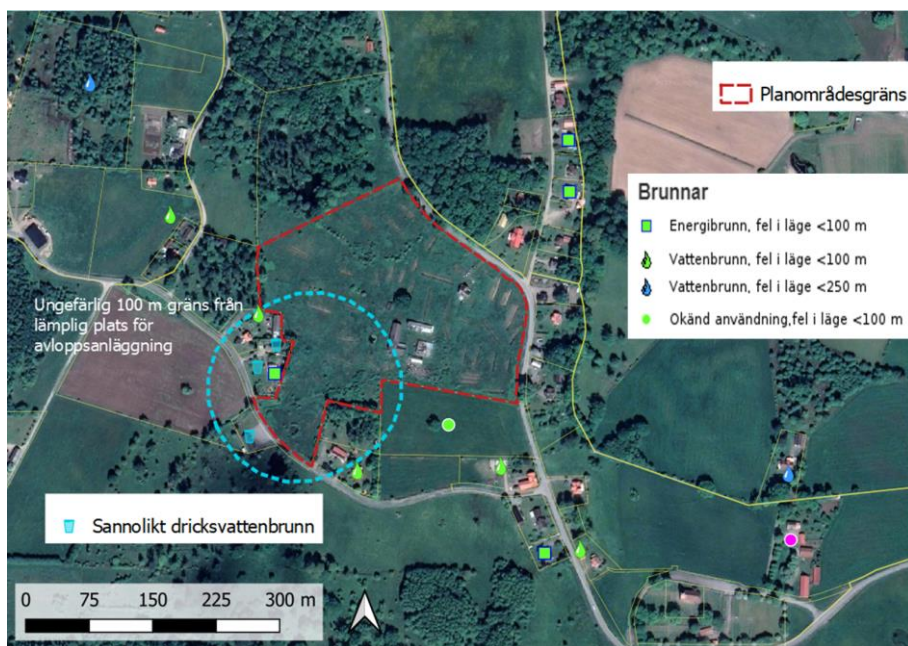 Planområdesgräns
Brunnar
Energibrunn, fel i läge <100 m
Vattenbrunn, fel i läge <100 m
Vattenbrunn, fel i läge <250 m
Okänd användning,fel i läge <100 m
Ungefärlig 100 m gräns från
lämplig plats för
avloppsanläggning
Sannolikt dricksvattenbrunn
0 75 150 225 300 m